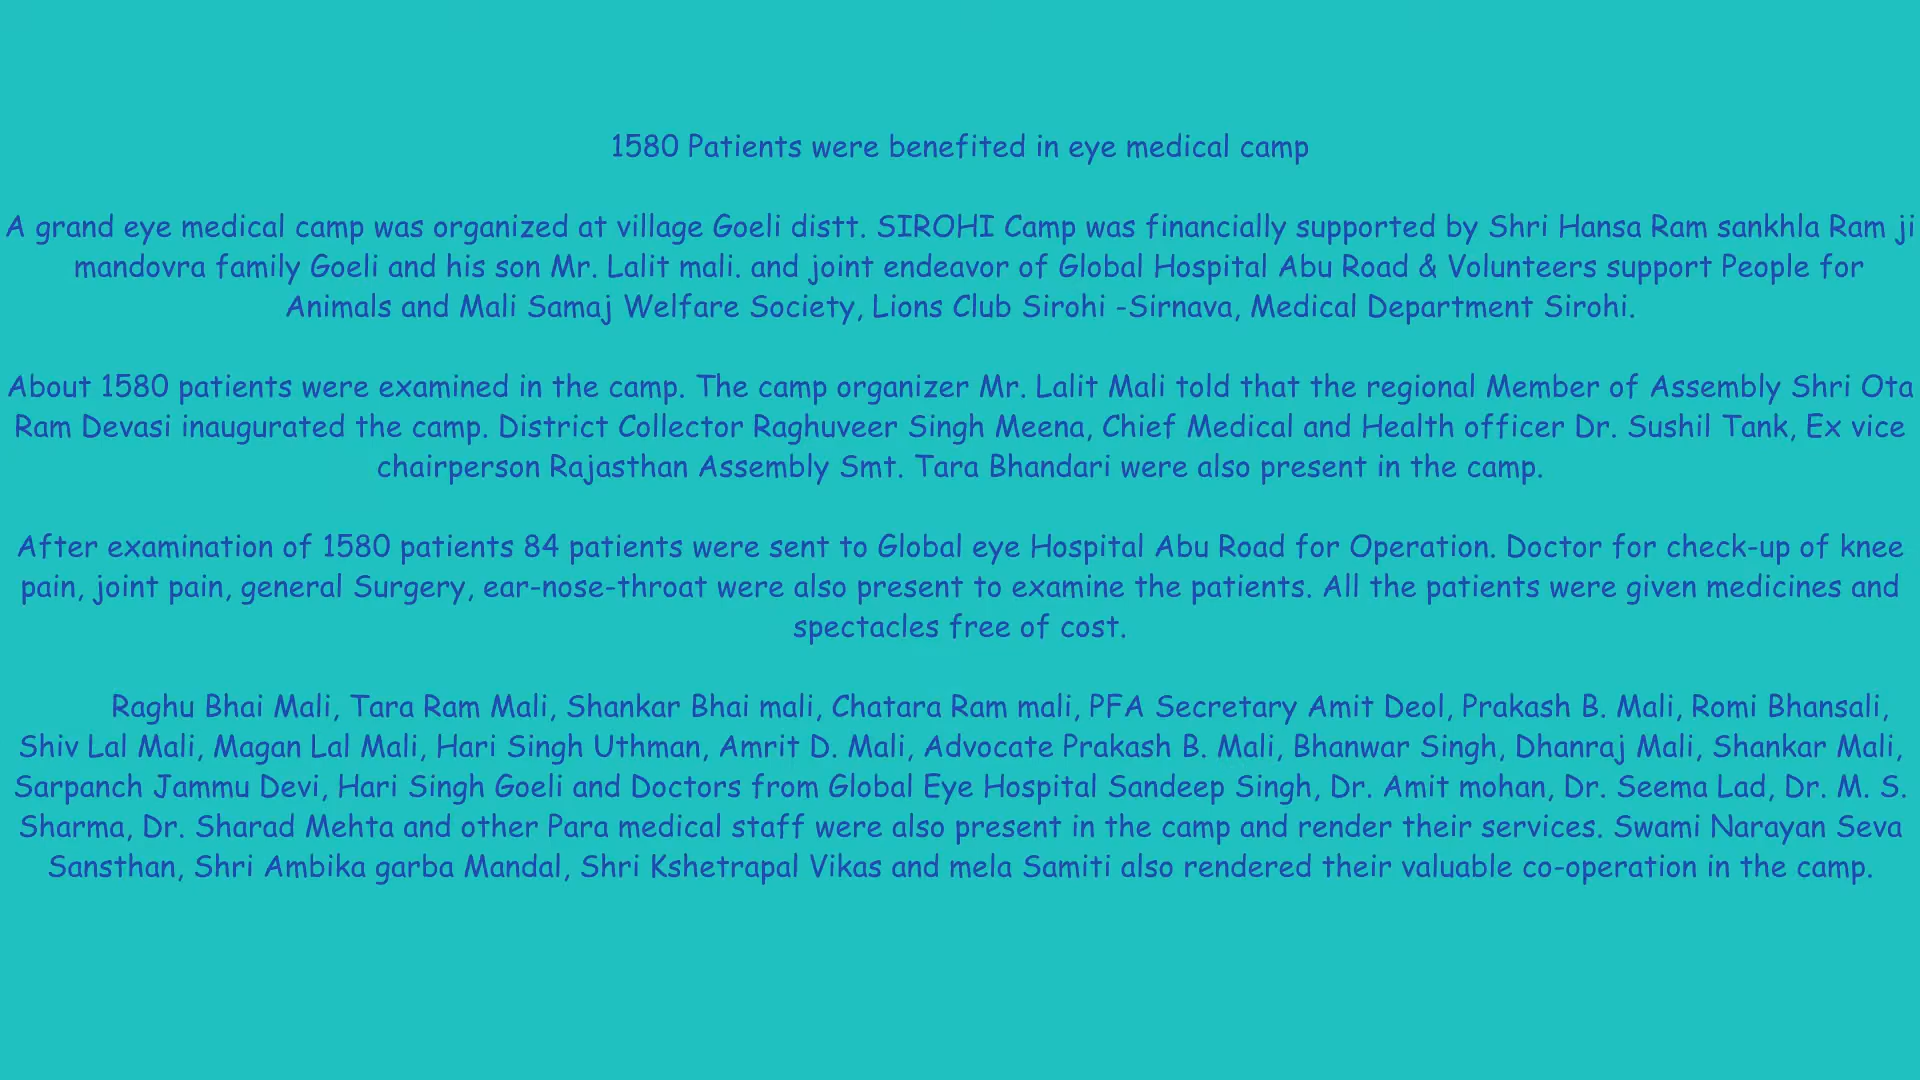 1580 Patients were benefited in eye medical camp
A grand eye medical camp was organized at village Goeli distt. SIROHI Camp was financially supported by Shri Hansa Ram sankhla Ram ji
mandovra family Goeli and his son Mr. Lalit mali. and joint endeavor of Global Hospital Abu Road & Volunteers support People for
Animals and Mali Samaj Welfare Society, Lions Club Sirohi -Sirnava, Medical Department Sirohi.
About 1580 patients were examined in the camp. The camp organizer Mr. Lalit Mali told that the regional Member of Assembly Shri Ota
Ram Devasi inaugurated the camp. District Collector Raghuveer Singh Meena, Chief Medical and Health officer Dr. Sushil Tank, Ex vice
chairperson Rajasthan Assembly Smt. Tara Bhandari were also present in the camp.
After examination of 1580 patients 84 patients were sent to Global eye Hospital Abu Road for Operation. Doctor for check-up of knee
pain, joint pain, general Surgery, ear-nose-throat were also present to examine the patients. All the patients were given medicines and
spectacles free of cost.
Raghu Bhai Mali, Tara Ram Mali, Shankar Bhai mali, Chatara Ram mali, PFA Secretary Amit Deol, Prakash B. Mali, Romi Bhansali,
Shiv Lal Mali, Magan Lal Mali, Hari Singh Uthman, Amrit D. Mali, Advocate Prakash B. Mali, Bhanwar Singh, Dhanraj Mali, Shankar Mali,
Sarpanch Jammu Devi, Hari Singh Goeli and Doctors from Global Eye Hospital Sandeep Singh, Dr. Amit mohan, Dr. Seema Lad, Dr. M. S.
Sharma, Dr. Sharad Mehta and other Para medical staff were also present in the camp and render their services. Swami Narayan Seva
Sansthan, Shri Ambika garba Mandal, Shri Kshetrapal Vikas and mela Samiti also rendered their valuable co-operation in the camp.